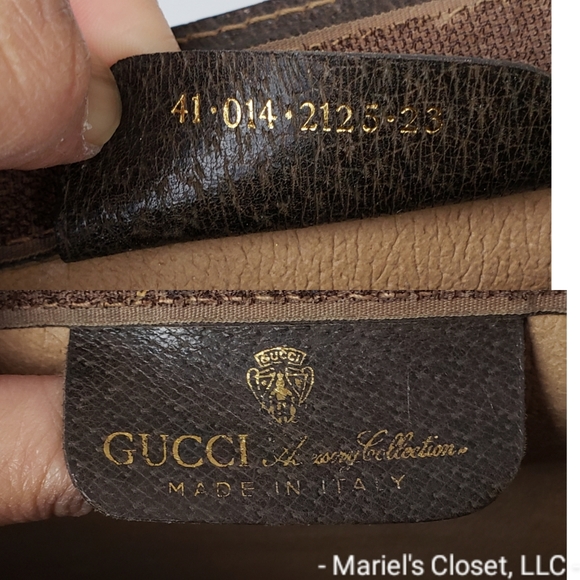 41·014·2125·23
GUCCI
GUCCI Accessory Collection
MADE IN ITALY
- Mariel's Closet, LLC